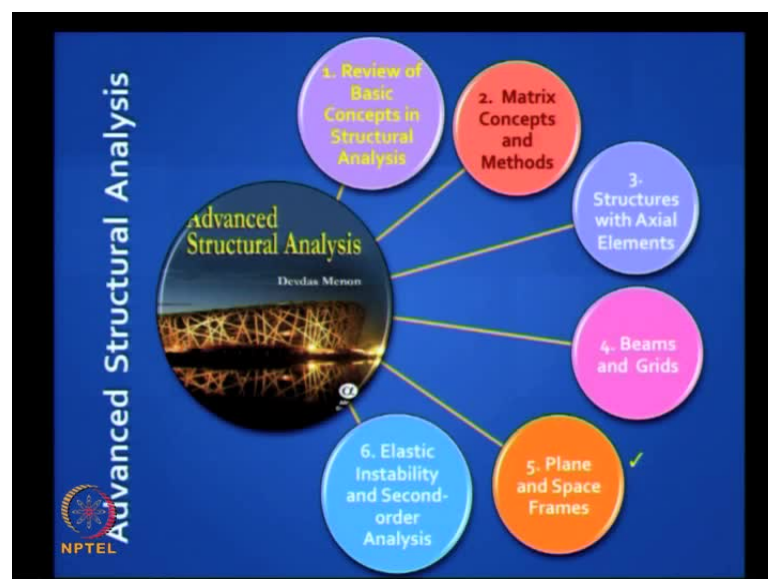 Advanced Structural Analysis
1. Review of
Basic
Concepts in
Structural
Analysis
2. Matrix
Concepts
and
Methods
3.
Structures
with Axial
Elements
4. Beams
and Grids
5. Plane
and Space
Frames
6. Elastic
Instability
and Second-
order
Analysis
Advanced
Structural Analysis
Devdas Menon
NPTEL